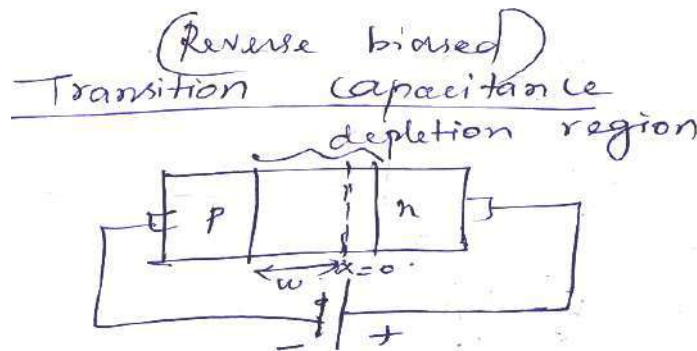 (Reverse biased)
Transition capacitance
depletion region
p n
w x=0
- +